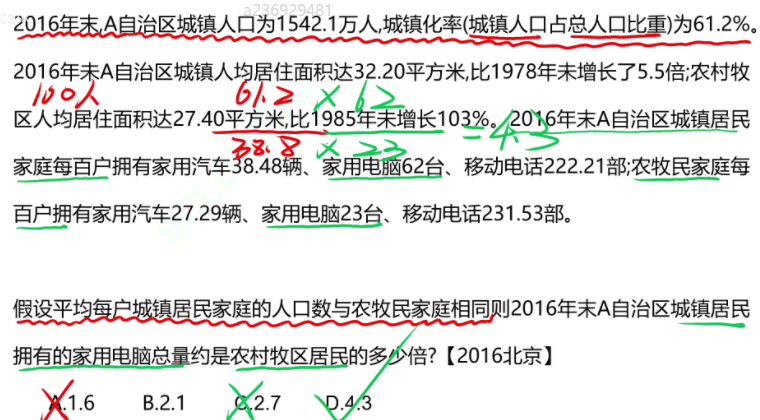 a236929481
2016年末,A自治区城镇人口为1542.1万人,城镇化率(城镇人口占总人口比重)为61.2%。
2016年未A自治区城镇人均居住面积达32.20平方米,比1978年未增长了5.5倍;农村牧
100人 61.2 × 62
区人均居住面积达27.40平方米,比1985年未增长103%。2016年末A自治区城镇居民
38.8 × 23 = 4.3
家庭每百户拥有家用汽车38.48辆、家用电脑62台、移动电话222.21部;农牧民家庭每
百户拥有家用汽车27.29辆、家用电脑23台、移动电话231.53部。
假设平均每户城镇居民家庭的人口数与农牧民家庭相同则2016年末A自治区城镇居民
拥有的家用电脑总量约是农村牧区居民的多少倍?【2016北京】
A.1.6 B.2.1 C.2.7 D.4.3